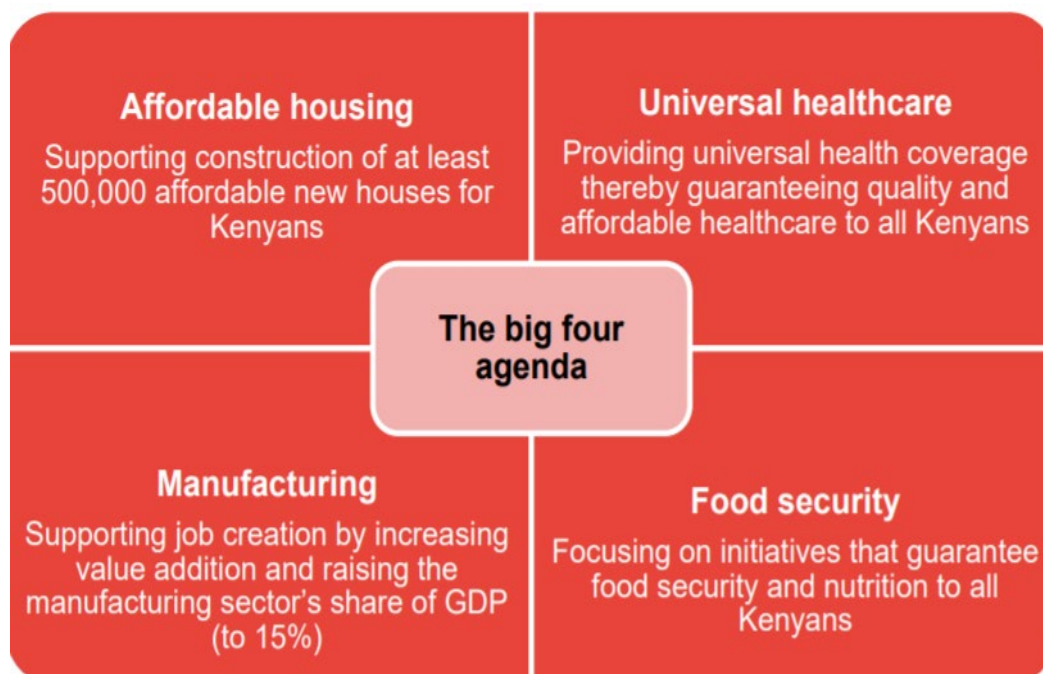 Affordable housing
Supporting construction of at least
500,000 affordable new houses for
Kenyans
Universal healthcare
Providing universal health coverage
thereby guaranteeing quality and
affordable healthcare to all Kenyans
The big four
agenda
Manufacturing
Supporting job creation by increasing
value addition and raising the
manufacturing sector's share of GDP
(to 15%)
Food security
Focusing on initiatives that guarantee
food security and nutrition to all
Kenyans